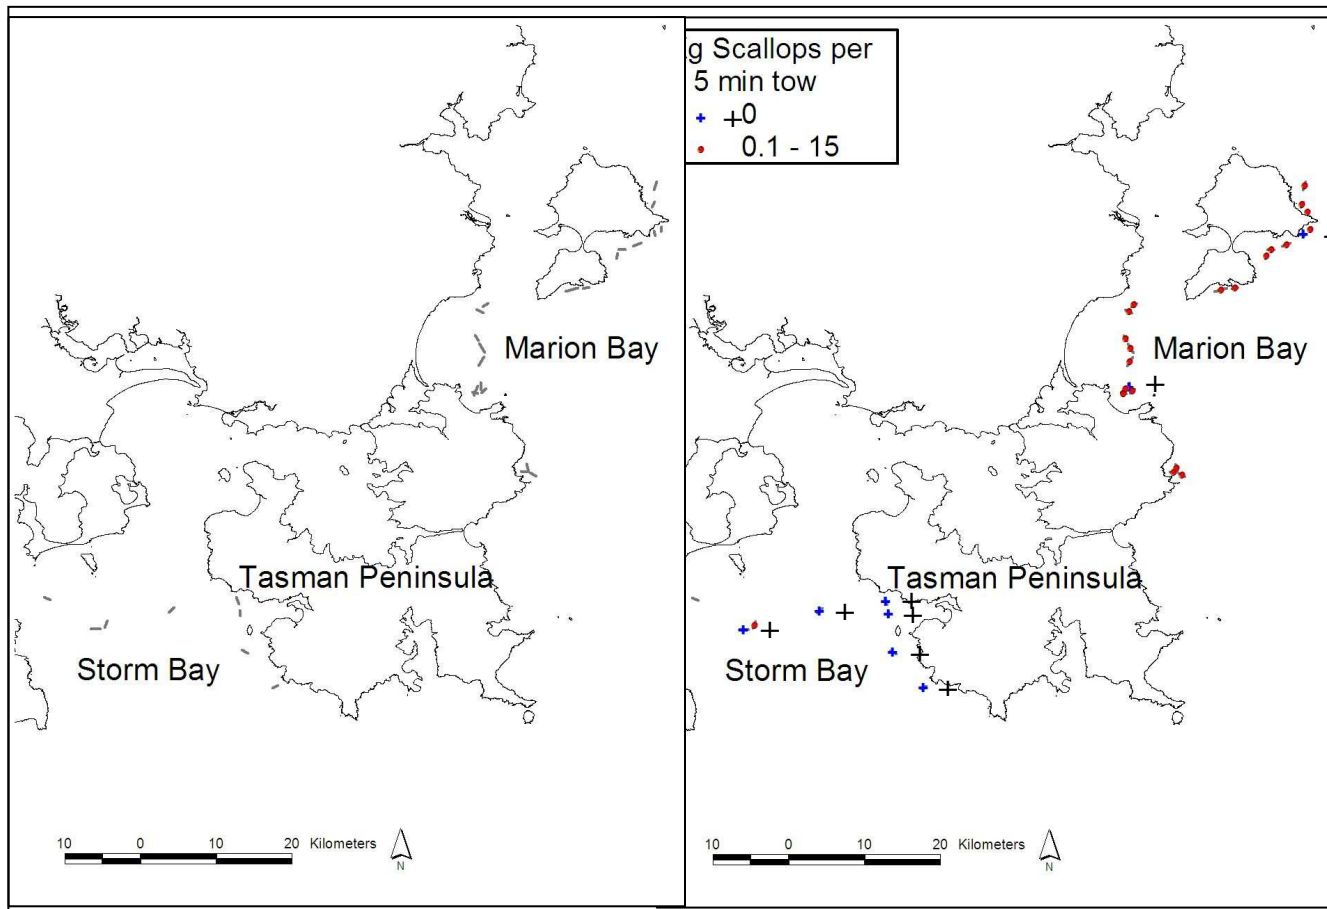 Marion Bay
Tasman Peninsula
Storm Bay
10 0 10 20 Kilometers
N
g Scallops per
5 min tow
0
0.1 - 15
Marion Bay
Tasman Peninsula
Storm Bay
10 0 10 20 Kilometers
N